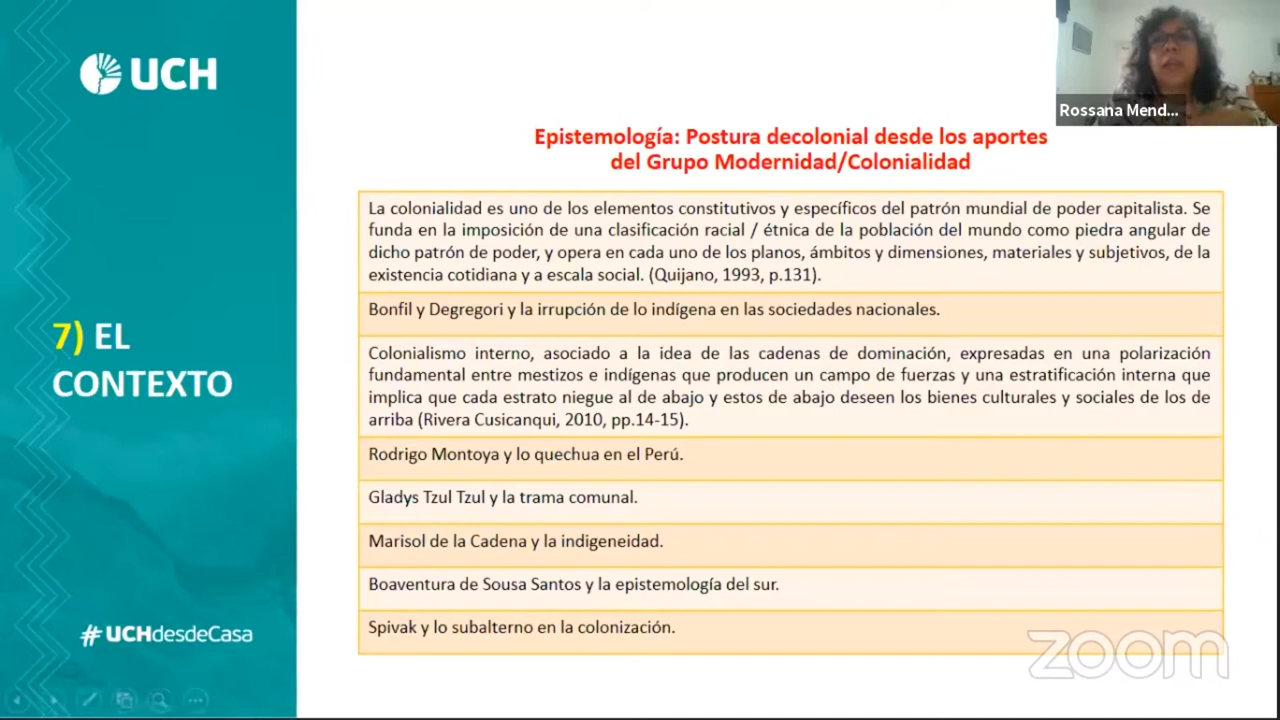 UCH
Rossana Mend...
Epistemología: Postura decolonial desde los aportes
del Grupo Modernidad/Colonialidad
La colonialidad es uno de los elementos constitutivos y específicos del patrón mundial de poder capitalista. Se
funda en la imposición de una clasificación racial / étnica de la población del mundo como piedra angular de
dicho patrón de poder, y opera en cada uno de los planos, ámbitos y dimensiones, materiales y subjetivos, de la
existencia cotidiana y a escala social. (Quijano, 1993, p.131).
Bonfil y Degregori y la irrupción de lo indígena en las sociedades nacionales.
7) EL
CONTEXTO
Colonialismo interno, asociado a la idea de las cadenas de dominación, expresadas en una polarización
fundamental entre mestizos e indígenas que producen un campo de fuerzas y una estratificación interna que
implica que cada estrato niegue al de abajo y estos de abajo deseen los bienes culturales y sociales de los de
arriba (Rivera Cusicanqui, 2010, pp.14-15).
Rodrigo Montoya y lo quechua en el Perú.
Gladys Tzul Tzul y la trama comunal.
Marisol de la Cadena y la indigeneidad.
Boaventura de Sousa Santos y la epistemología del sur.
Spivak y lo subalterno en la colonización.
#UCHdesdeCasa
zoom